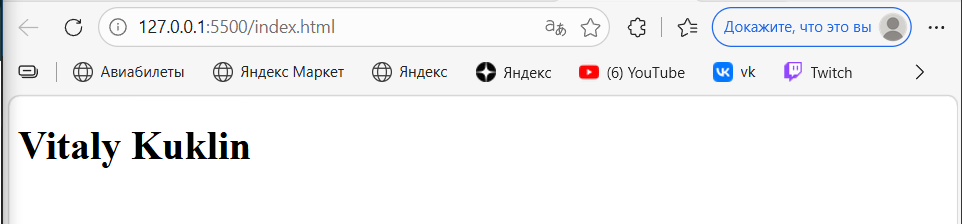 127.0.0.1:5500/index.html Докажите, что это вы
Авиабилеты Яндекс Маркет Яндекс Яндекс (6) YouTube vk Twitch
Vitaly Kuklin